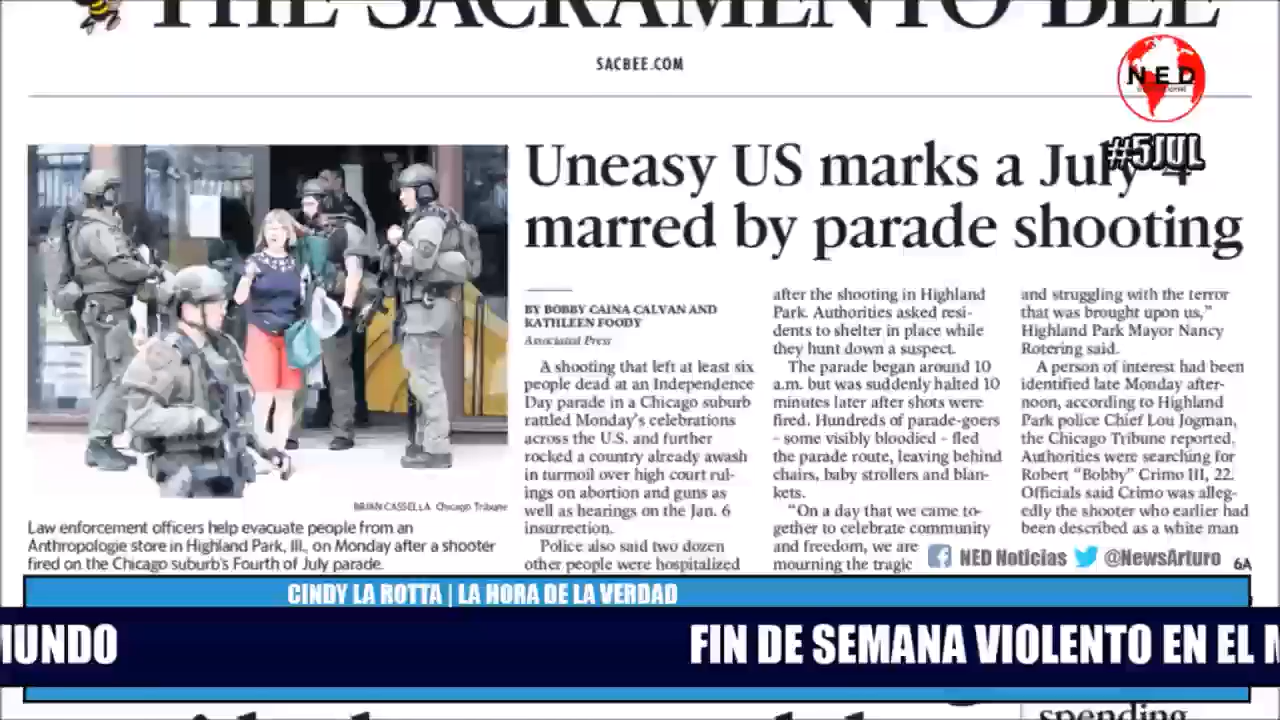 THE SACRAMENTO BEE
SACBEE.COM
NED
#5JUL
Uneasy US marks a July 4
marred by parade shooting
BY BOBBY CAINA CALVAN AND
KATHLEEN FOODY
Associated Press
A shooting that left at least six
people dead at an Independence
Day parade in a Chicago suburb
rattled Monday's celebrations
across the U.S. and further
rocked a country already awash
in turmoil over high court rul-
ings on abortion and guns as
well as hearings on the Jan. 6
insurrection.
Police also said two dozen
other people were hospitalized
after the shooting in Highland
Park. Authorities asked resi-
dents to shelter in place while
they hunt down a suspect.
The parade began around 10
a.m. but was suddenly halted 10
minutes later after shots were
fired. Hundreds of parade-goers
- some visibly bloodied - fled
the parade route, leaving behind
chairs, baby strollers and blan-
kets.
"On a day that we came to-
gether to celebrate community
and freedom, we are
mourning the tragic
and struggling with the terror
that was brought upon us,"
Highland Park Mayor Nancy
Rotering said.
A person of interest had been
identified late Monday after-
noon, according to Highland
Park police Chief Lou Jogman,
the Chicago Tribune reported.
Authorities were searching for
Robert "Bobby" Crimo III, 22.
Officials said Crimo was alleg-
edly the shooter who earlier had
been described as a white man
BRIAN CASSELLA Chicago Tribune
Law enforcement officers help evacuate people from an
Anthropologie store in Highland Park, Ill., on Monday after a shooter
fired on the Chicago suburb's Fourth of July parade.
NED Noticias @NewsArturo 6A
CINDY LA ROTTA | LA HORA DE LA VERDAD
MUNDO FIN DE SEMANA VIOLENTO EN EL M
spending